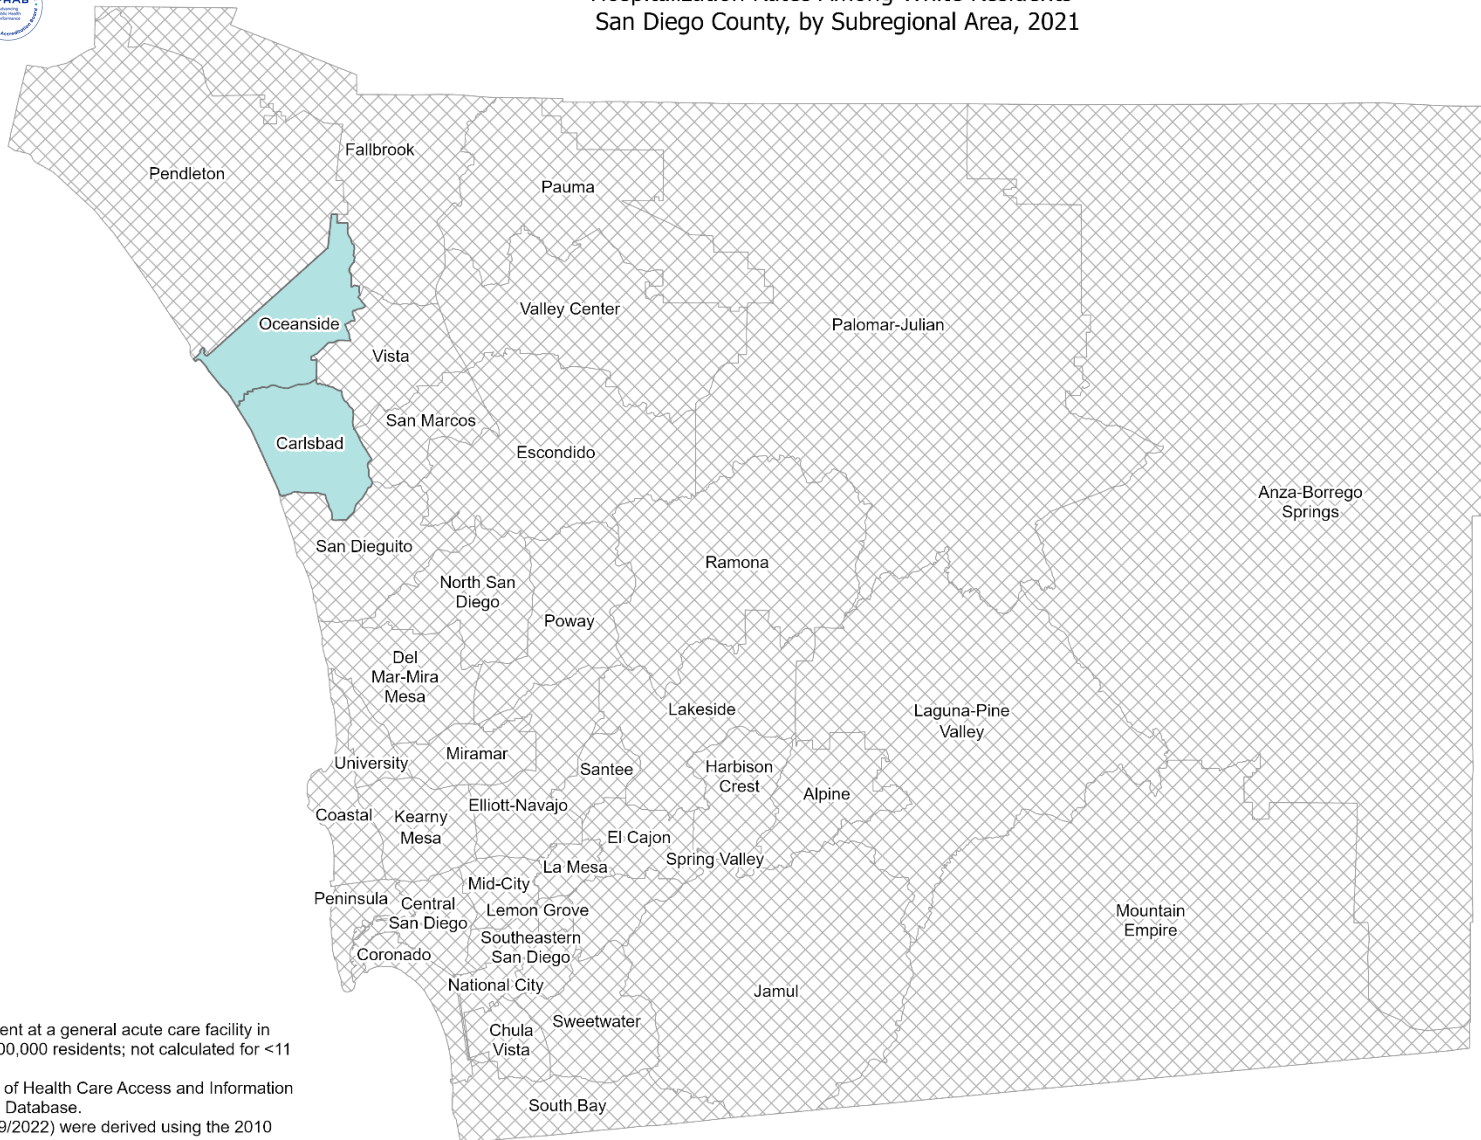 San Diego County, by Subregional Area, 2021
Fallbrook
Pendleton
Pauma
Valley Center
Oceanside
Palomar-Julian
Vista
San Marcos
Carlsbad
Escondido
Anza-Borrego
Springs
San Dieguito
Ramona
North San
Diego
Poway
Del
Mar-Mira
Mesa
Lakeside
Laguna-Pine
Valley
Miramar
University
Santee
Harbison
Crest
Alpine
Elliott-Navajo
Coastal
Kearny
Mesa
El Cajon
Spring Valley
La Mesa
Mid-City
Peninsula
Central
San Diego
Lemon Grove
Mountain
Empire
Southeastern
San Diego
Coronado
National City
Jamul
Sweetwater
Chula
Vista
South Bay
ent at a general acute care facility in
00,000 residents; not calculated for <11
of Health Care Access and Information
Database.
9/2022) were derived using the 2010